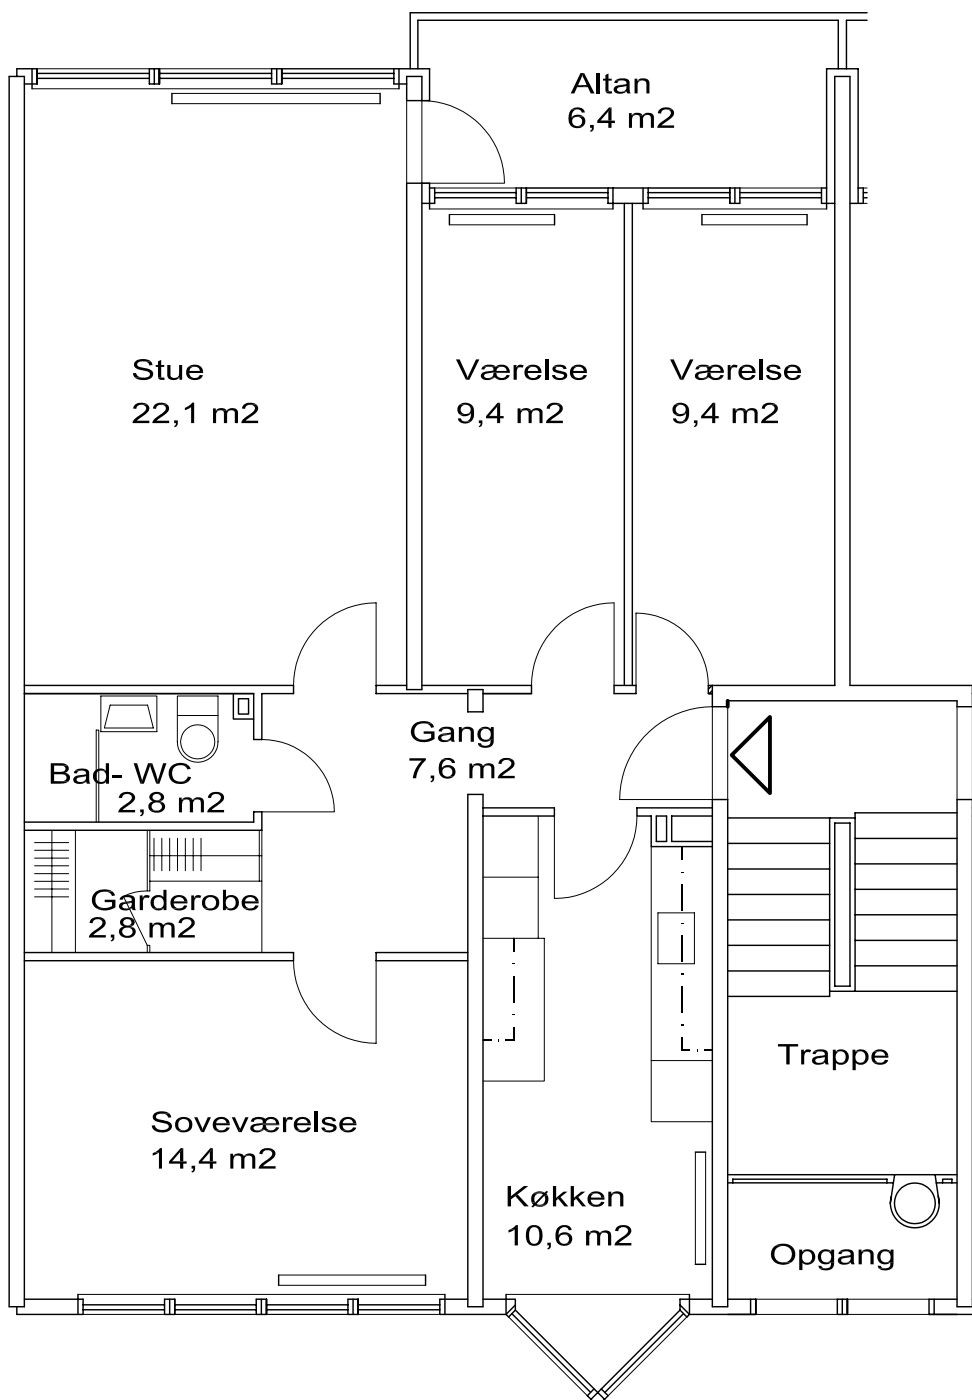 Altan
6,4 m2
Stue
22,1 m2
Værelse
9,4 m2
Værelse
9,4 m2
Gang
7,6 m2
Bad- WC
2,8 m2
Garderobe
2,8 m2
Trappe
Soveværelse
14,4 m2
Køkken
10,6 m2
Opgang